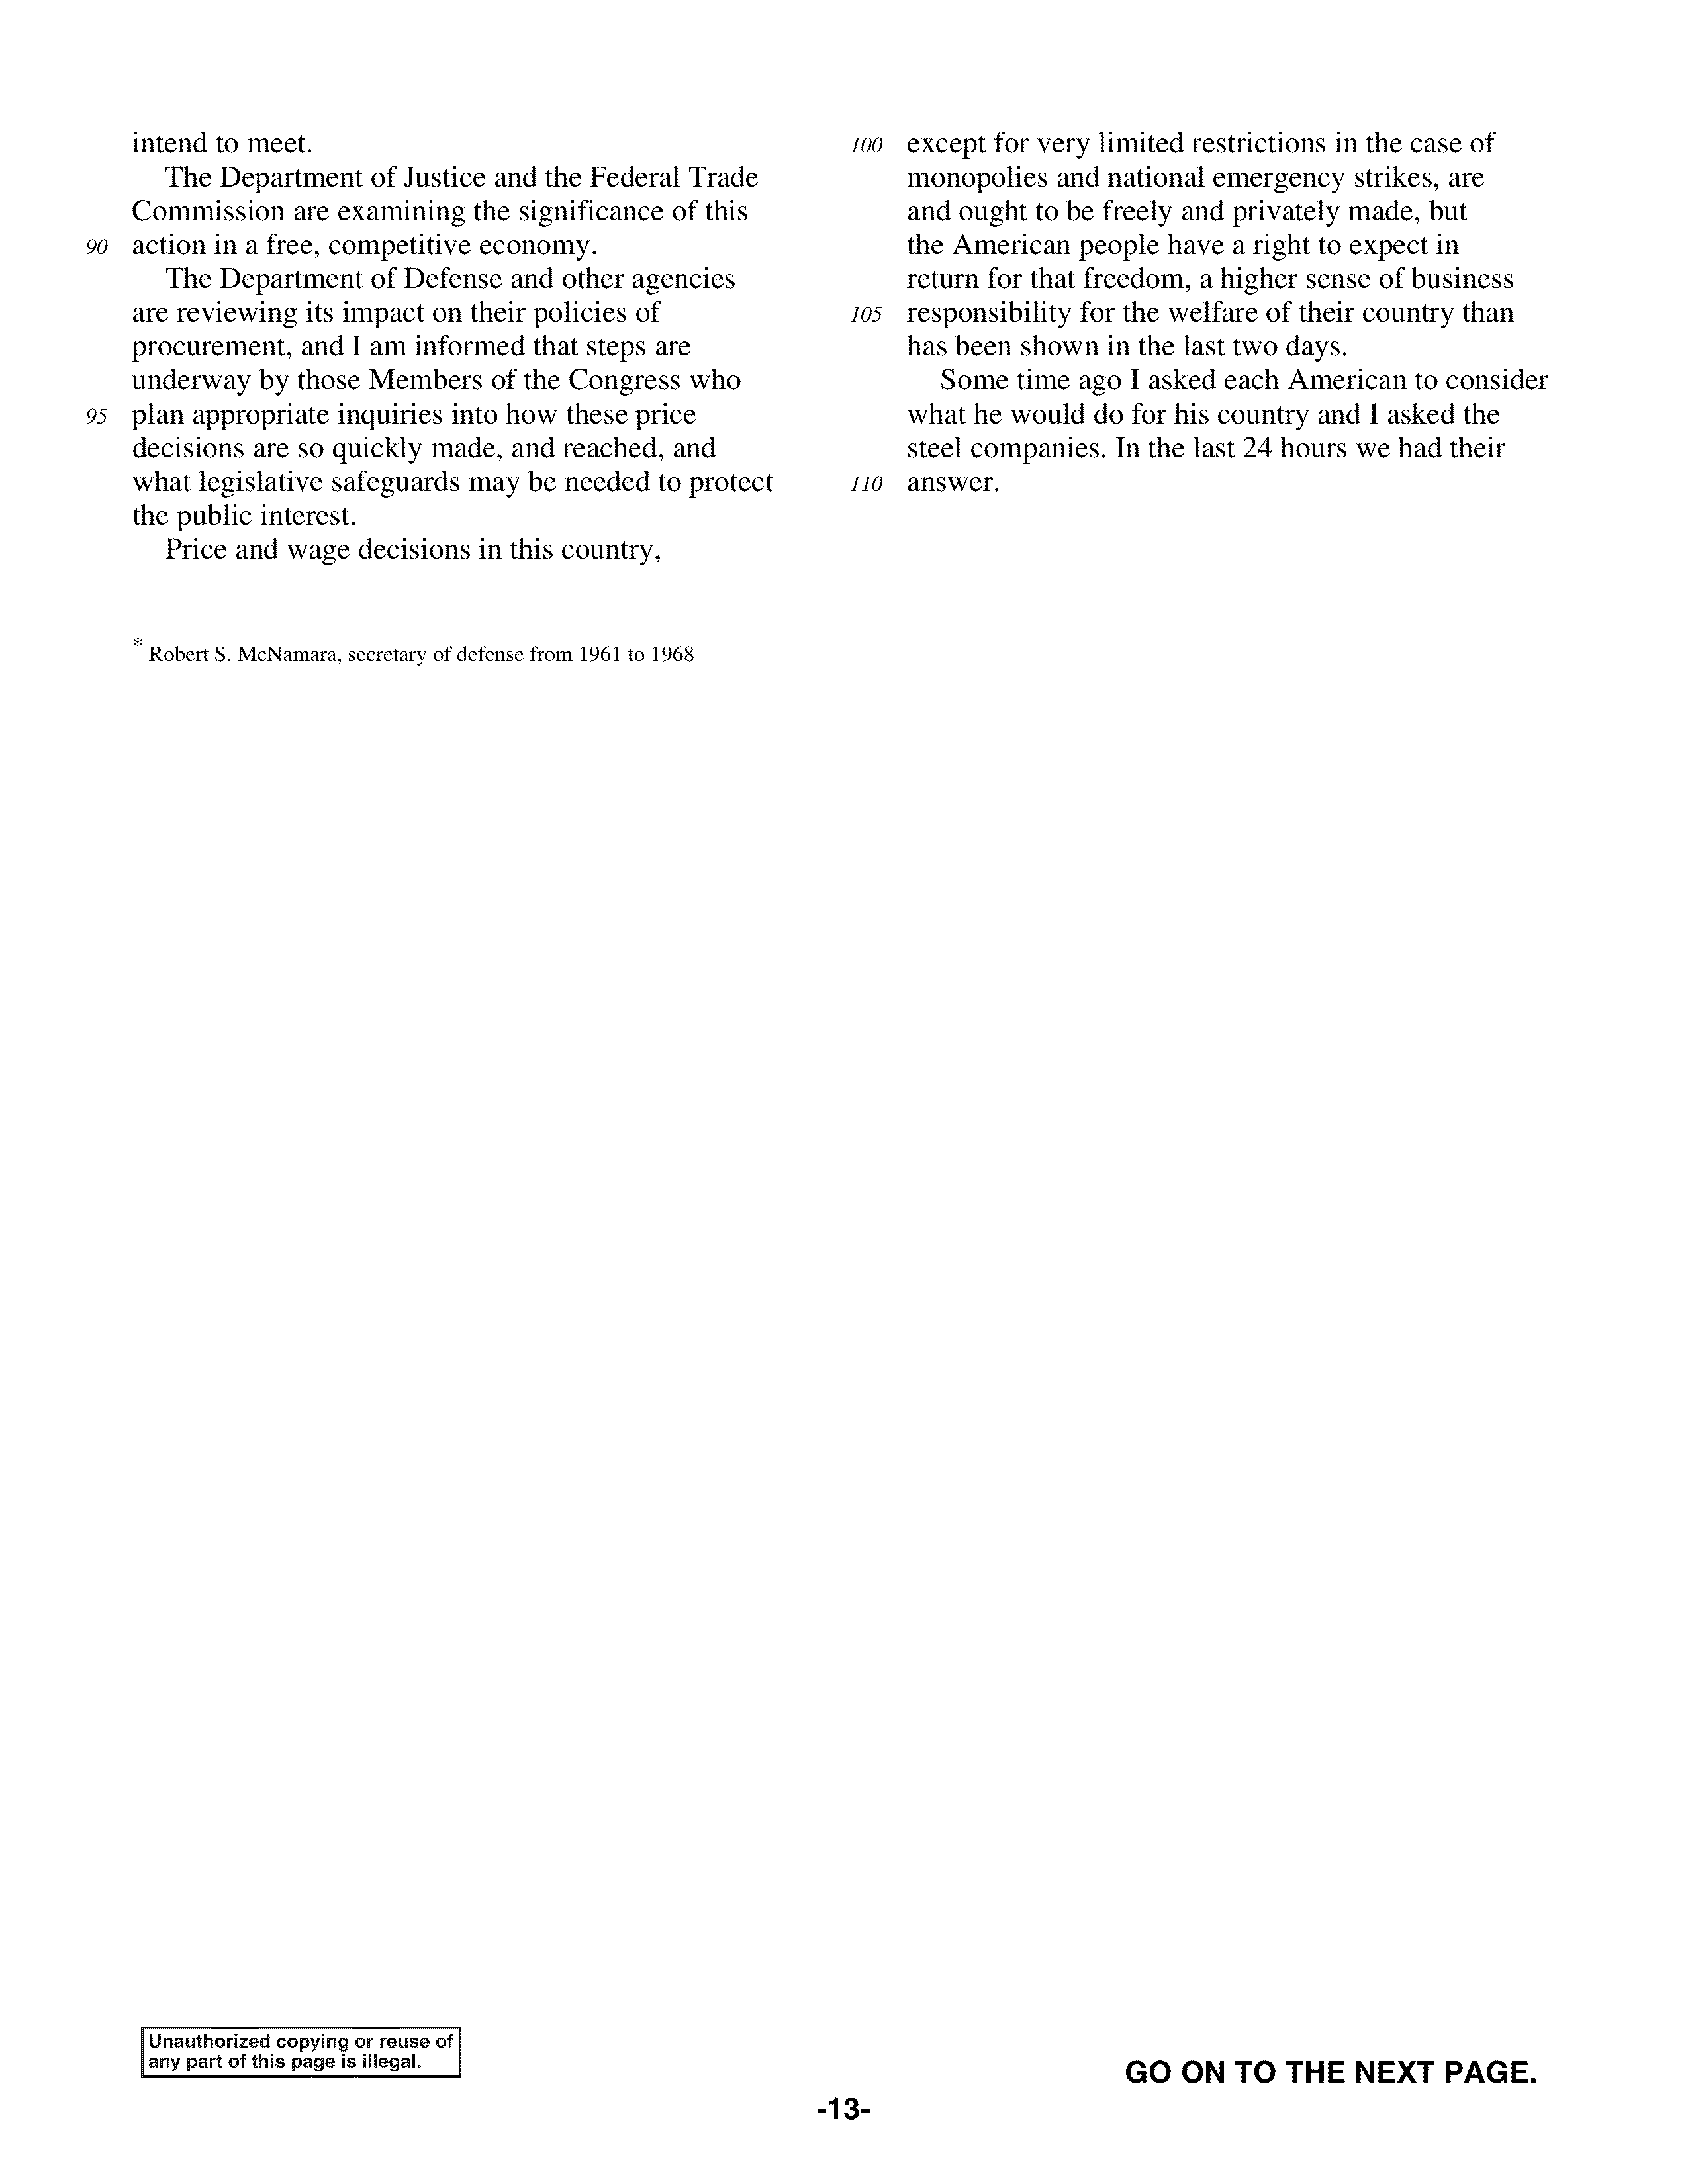 intend to meet.
The Department of Justice and the Federal Trade
Commission are examining the significance of this
90 action in a free, competitive economy.
The Department of Defense and other agencies
are reviewing its impact on their policies of
procurement, and I am informed that steps are
underway by those Members of the Congress who
95 plan appropriate inquiries into how these price
decisions are so quickly made, and reached, and
what legislative safeguards may be needed to protect
the public interest.
Price and wage decisions in this country,
100 except for very limited restrictions in the case of
monopolies and national emergency strikes, are
and ought to be freely and privately made, but
the American people have a right to expect in
return for that freedom, a higher sense of business
105 responsibility for the welfare of their country than
has been shown in the last two days.
Some time ago I asked each American to consider
what he would do for his country and I asked the
steel companies. In the last 24 hours we had their
110 answer.
* Robert S. McNamara, secretary of defense from 1961 to 1968
Unauthorized copying or reuse of
any part of this page is illegal.
GO ON TO THE NEXT PAGE.
-13-